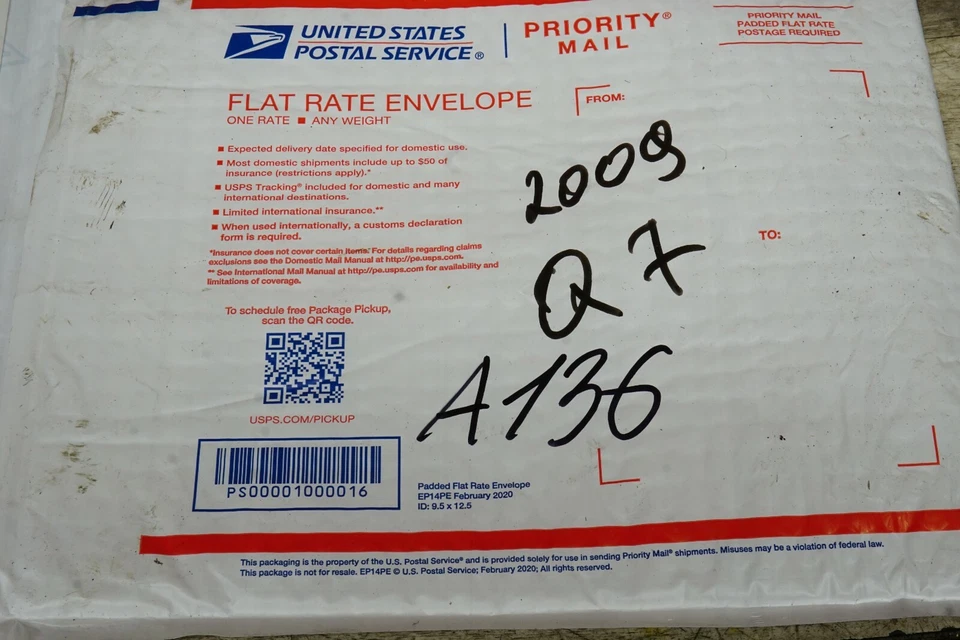 UNITED STATES
POSTAL SERVICE®
PRIORITY®
MAIL
PRIORITY MAIL
PADDED FLAT RATE
POSTAGE REQUIRED
FLAT RATE ENVELOPE
ONE RATE ■ ANY WEIGHT
FROM:
■ Expected delivery date specified for domestic use.
■ Most domestic shipments include up to $50 of
insurance (restrictions apply).*
■ USPS Tracking® included for domestic and many
international destinations.
■ Limited international insurance.**
■ When used internationally, a customs declaration
form is required.
*Insurance does not cover certain items. For details regarding claims
exclusions see the Domestic Mail Manual at http://pe.usps.com.
** See International Mail Manual at http://pe.usps.com for availability and
limitations of coverage.
2009
Q7
A136
TO:
To schedule free Package Pickup,
scan the QR code.
USPS.COM/PICKUP
PS00001000016
Padded Flat Rate Envelope
EP14PE February 2020
ID: 9.5 x 12.5
This packaging is the property of the U.S. Postal Service® and is provided solely for use in sending Priority Mail® shipments. Misuses may be a violation of federal law.
This package is not for resale. EP14PE © U.S. Postal Service; February 2020; All rights reserved.